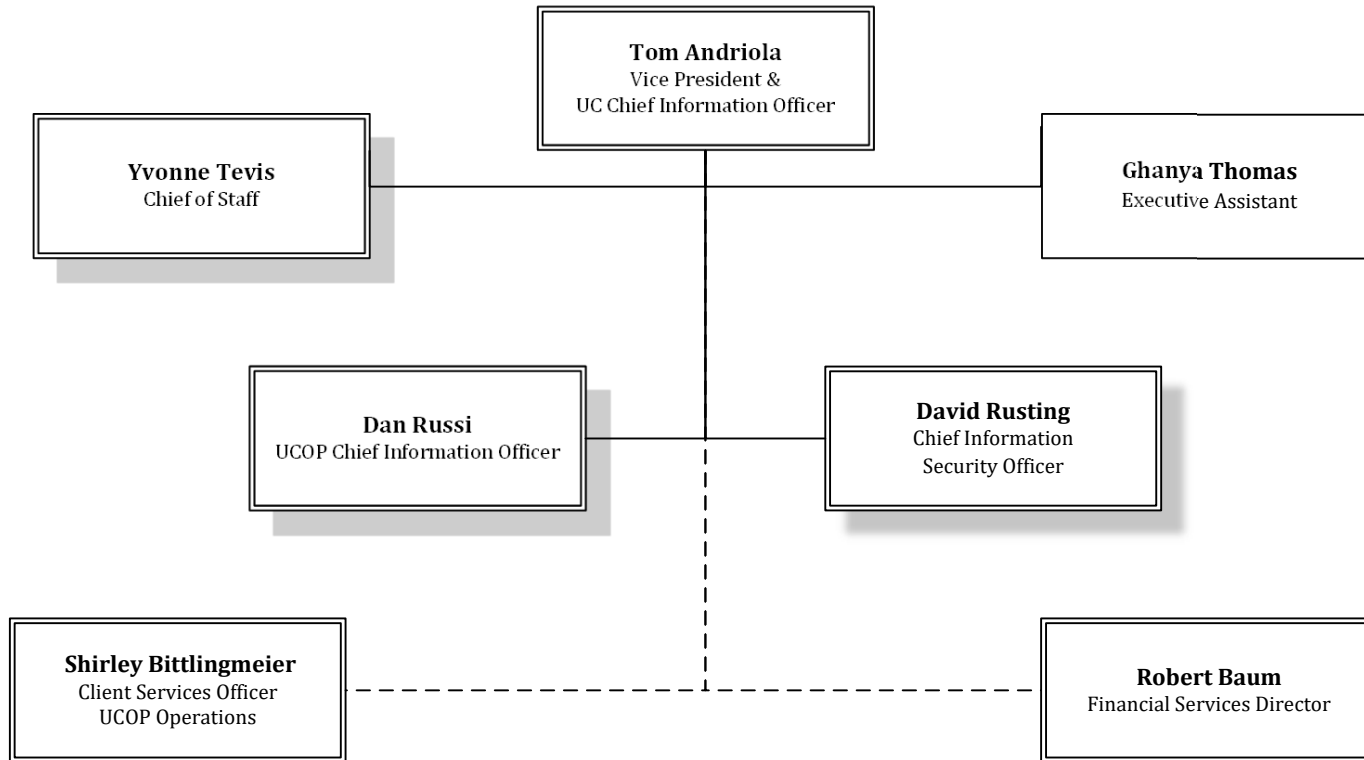 Tom Andriola
Vice President &
UC Chief Information Officer
Yvonne Tevis
Chief of Staff
Ghanya Thomas
Executive Assistant
Dan Russi
UCOP Chief Information Officer
David Rusting
Chief Information
Security Officer
Shirley Bittlingmeier
Client Services Officer
UCOP Operations
Robert Baum
Financial Services Director